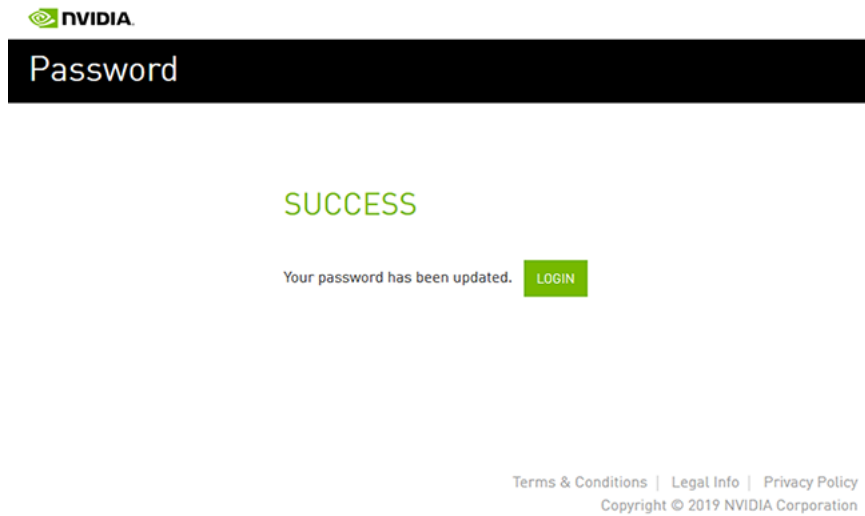 NVIDIA.
Password
SUCCESS
Your password has been updated. LOGIN
Terms & Conditions | Legal Info | Privacy Policy
Copyright © 2019 NVIDIA Corporation